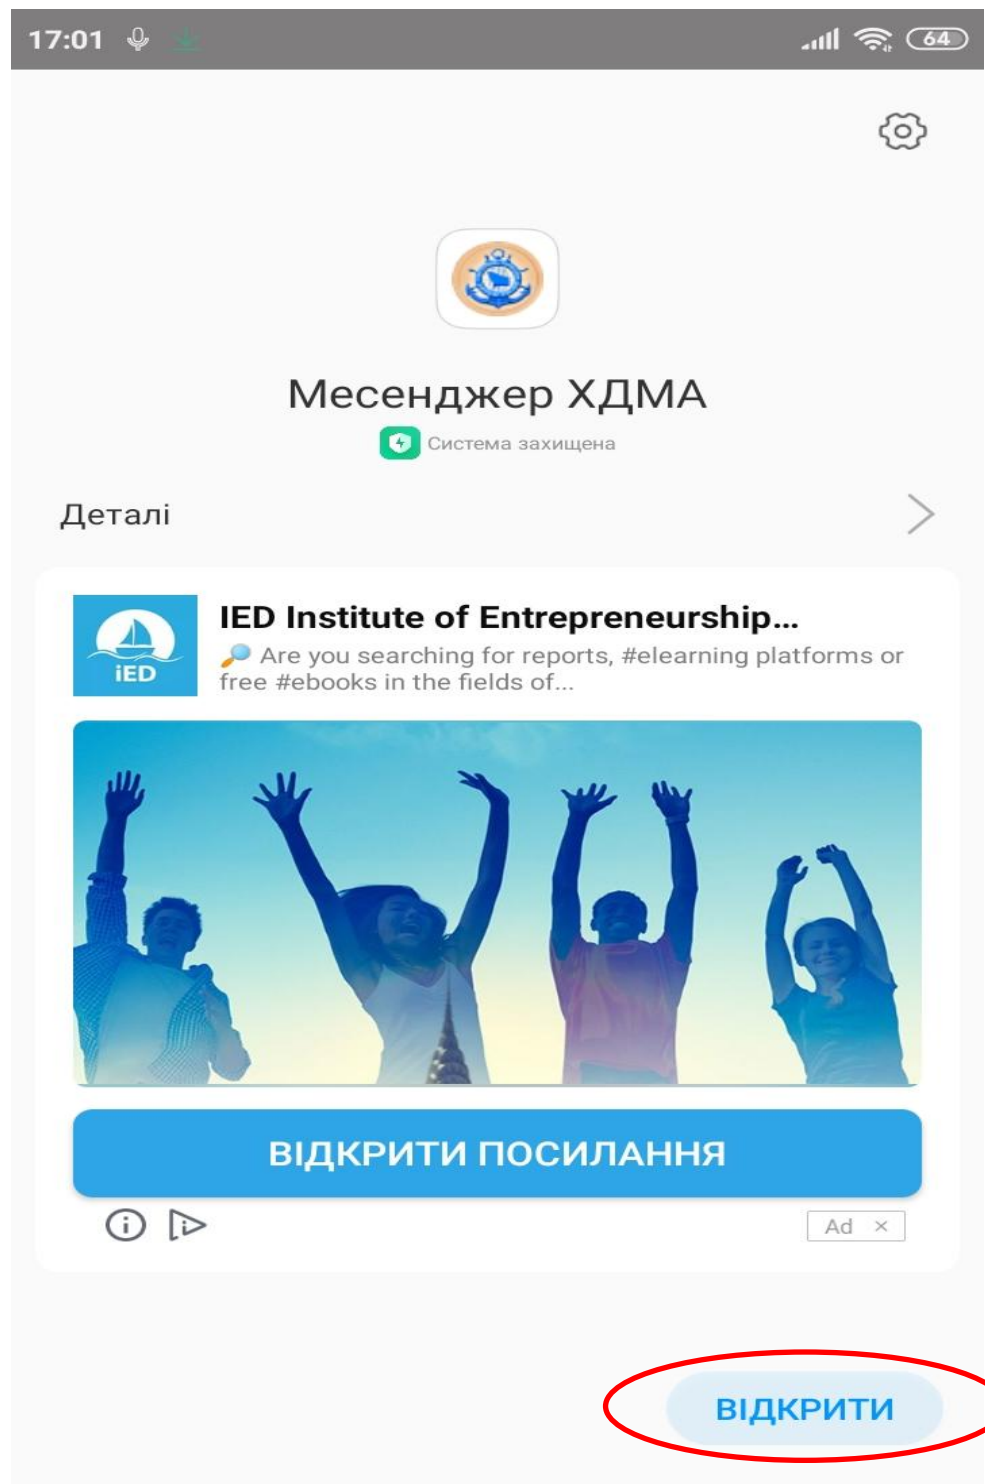 17:01
64
Месенджер ХДМА
Система захищена
Деталі
iED
IED Institute of Entrepreneurship...
🔎 Are you searching for reports, #elearning platforms or
free #ebooks in the fields of...
ВІДКРИТИ ПОСИЛАННЯ
Ad ×
ВІДКРИТИ